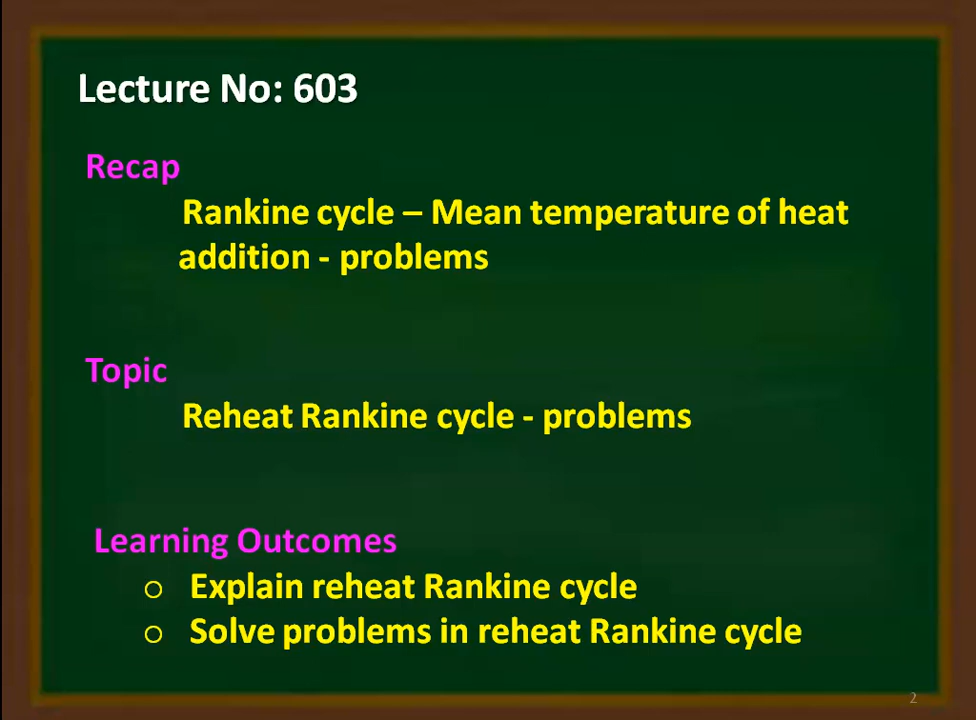 Lecture No: 603
Recap
Rankine cycle – Mean temperature of heat
addition - problems
Topic
Reheat Rankine cycle - problems
Learning Outcomes
○ Explain reheat Rankine cycle
○ Solve problems in reheat Rankine cycle
2